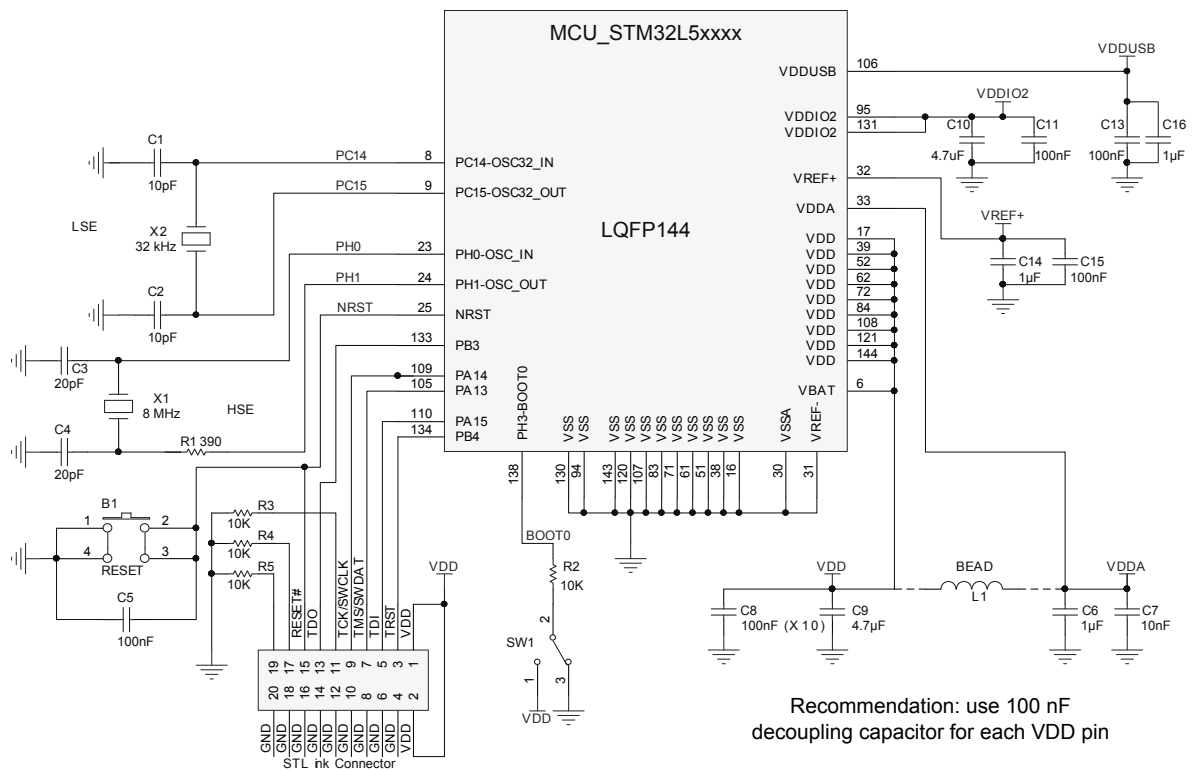 MCU_STM32L5xxxx
LQFP144
VDDUSB
106
VDDUSB
C13
100nF
C16
1µF
VDDIO2
95
VDDIO2
131
VDDIO2
C10
4.7uF
C11
100nF
VREF+
32
VDDA
33
VREF+
C14
1µF
C15
100nF
VDD
17
VDD
39
VDD
52
VDD
62
VDD
72
VDD
84
VDD
108
VDD
121
VDD
144
VBAT
6
C1
10pF
PC14
8
PC14-OSC32_IN
PC15
9
PC15-OSC32_OUT
LSE
X2
32 kHz
C2
10pF
PH0
23
PH0-OSC_IN
PH1
24
PH1-OSC_OUT
NRST
25
NRST
133
PB3
109
PA14
105
PA13
110
PA15
134
PB4
C3
20pF
X1
8 MHz
HSE
C4
20pF
R1 390
PH3-BOOT0
138
VSS
130
VSS
94
VSS
143
VSS
120
VSS
107
VSS
83
VSS
71
VSS
61
VSS
51
VSS
38
VSS
16
VSSA
30
VREF-
31
B1
1
2
4
3
RESET
C5
100nF
R3
10K
R4
10K
R5
10K
RESET#
TDO
TCK/SWCLK
TMS/SWDAT
TDI
TRST
VDD
VDD
19
17
15
13
11
9
7
5
3
1
20
18
16
14
12
10
8
6
4
2
GND
GND
GND
GND
GND
GND
GND
GND
VDD
STL ink Connector
BOOT0
R2
10K
SW1
2
1
3
VDD
VDD
C8
100nF (X 10)
C9
4.7µF
BEAD
L1
VDDA
C6
1µF
C7
10nF
Recommendation: use 100 nF
decoupling capacitor for each VDD pin